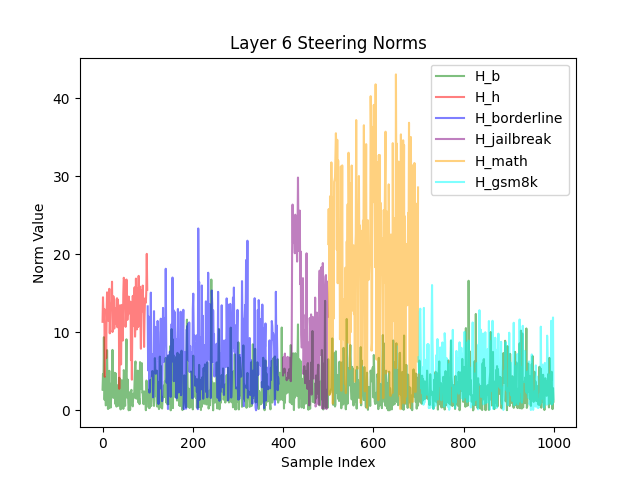 Layer 6 Steering Norms
H_b
H_h
H_borderline
H_jailbreak
H_math
H_gsm8k
Norm Value
40
30
20
10
0
0
200
400
600
800
1000
Sample Index